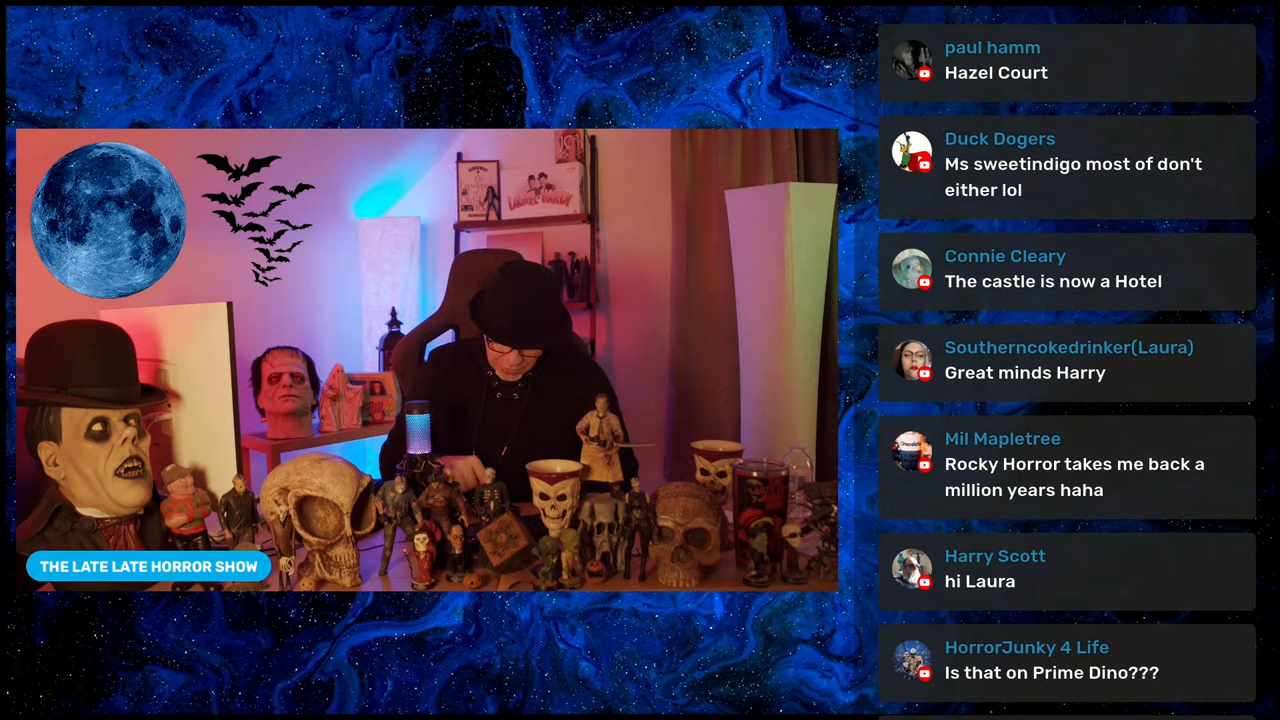 LAUREL HARDY
THE LATE LATE HORROR SHOW
paul hamm
Hazel Court
Duck Dogers
Ms sweetindigo most of don't
either lol
Connie Cleary
The castle is now a Hotel
Southerncokedrinker(Laura)
Great minds Harry
Mil Mapletree
Rocky Horror takes me back a
million years haha
Harry Scott
hi Laura
HorrorJunky 4 Life
Is that on Prime Dino???